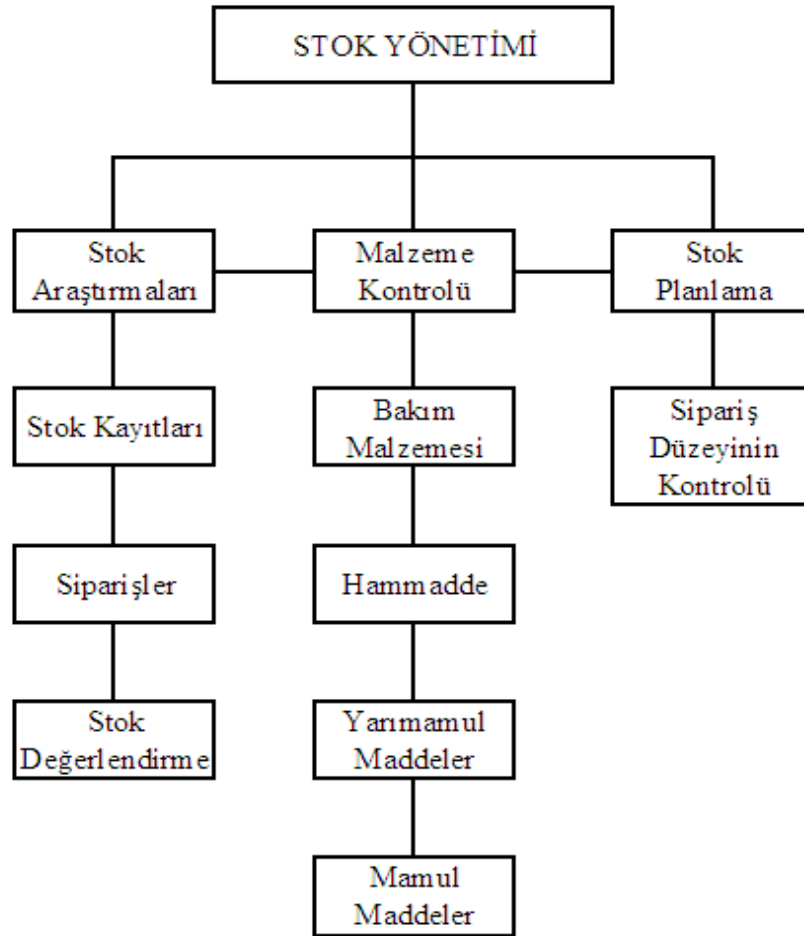 STOK YÖNETİMİ
Stok
Araştırmaları
Malzeme
Kontrolü
Stok
Planlama
Stok Kayıtları
Bakım
Malzemesi
Sipariş
Düzeyinin
Kontrolü
Siparişler
Hammadde
Stok
Değerlendirme
Yarımamul
Maddeler
Mamul
Maddeler